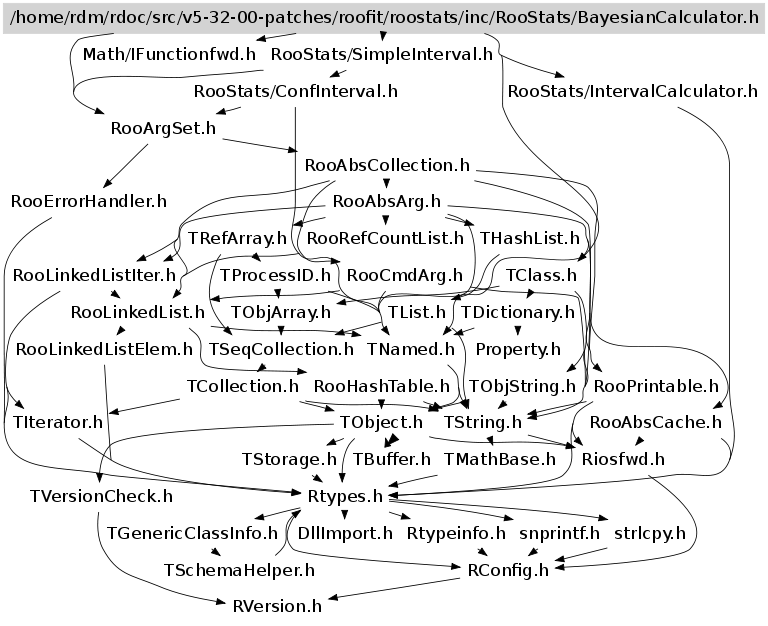 /home/rdm/rdoc/src/v5-32-00-patches/roofit/roostats/inc/RooStats/BayesianCalculator.h
Math/IFunctionfwd.h RooStats/SimpleInterval.h
RooStats/ConfInterval.h RooStats/IntervalCalculator.h
RooArgSet.h
RooAbsCollection.h
RooErrorHandler.h RooAbsArg.h
TRefArray.h RooRefCountList.h THashList.h
RooLinkedListIter.h TProcessID.h RooCmdArg.h TClass.h
RooLinkedList.h TObjArray.h TList.h TDictionary.h
RooLinkedListElem.h TSeqCollection.h TNamed.h Property.h
TCollection.h RooHashTable.h TObjString.h RooPrintable.h
TIterator.h TObject.h TString.h RooAbsCache.h
TStorage.h TBuffer.h TMathBase.h Riosfwd.h
TVersionCheck.h Rtypes.h
TGenericClassInfo.h DllImport.h Rtypeinfo.h snprintf.h strlcpy.h
TSchemaHelper.h RConfig.h
RVersion.h